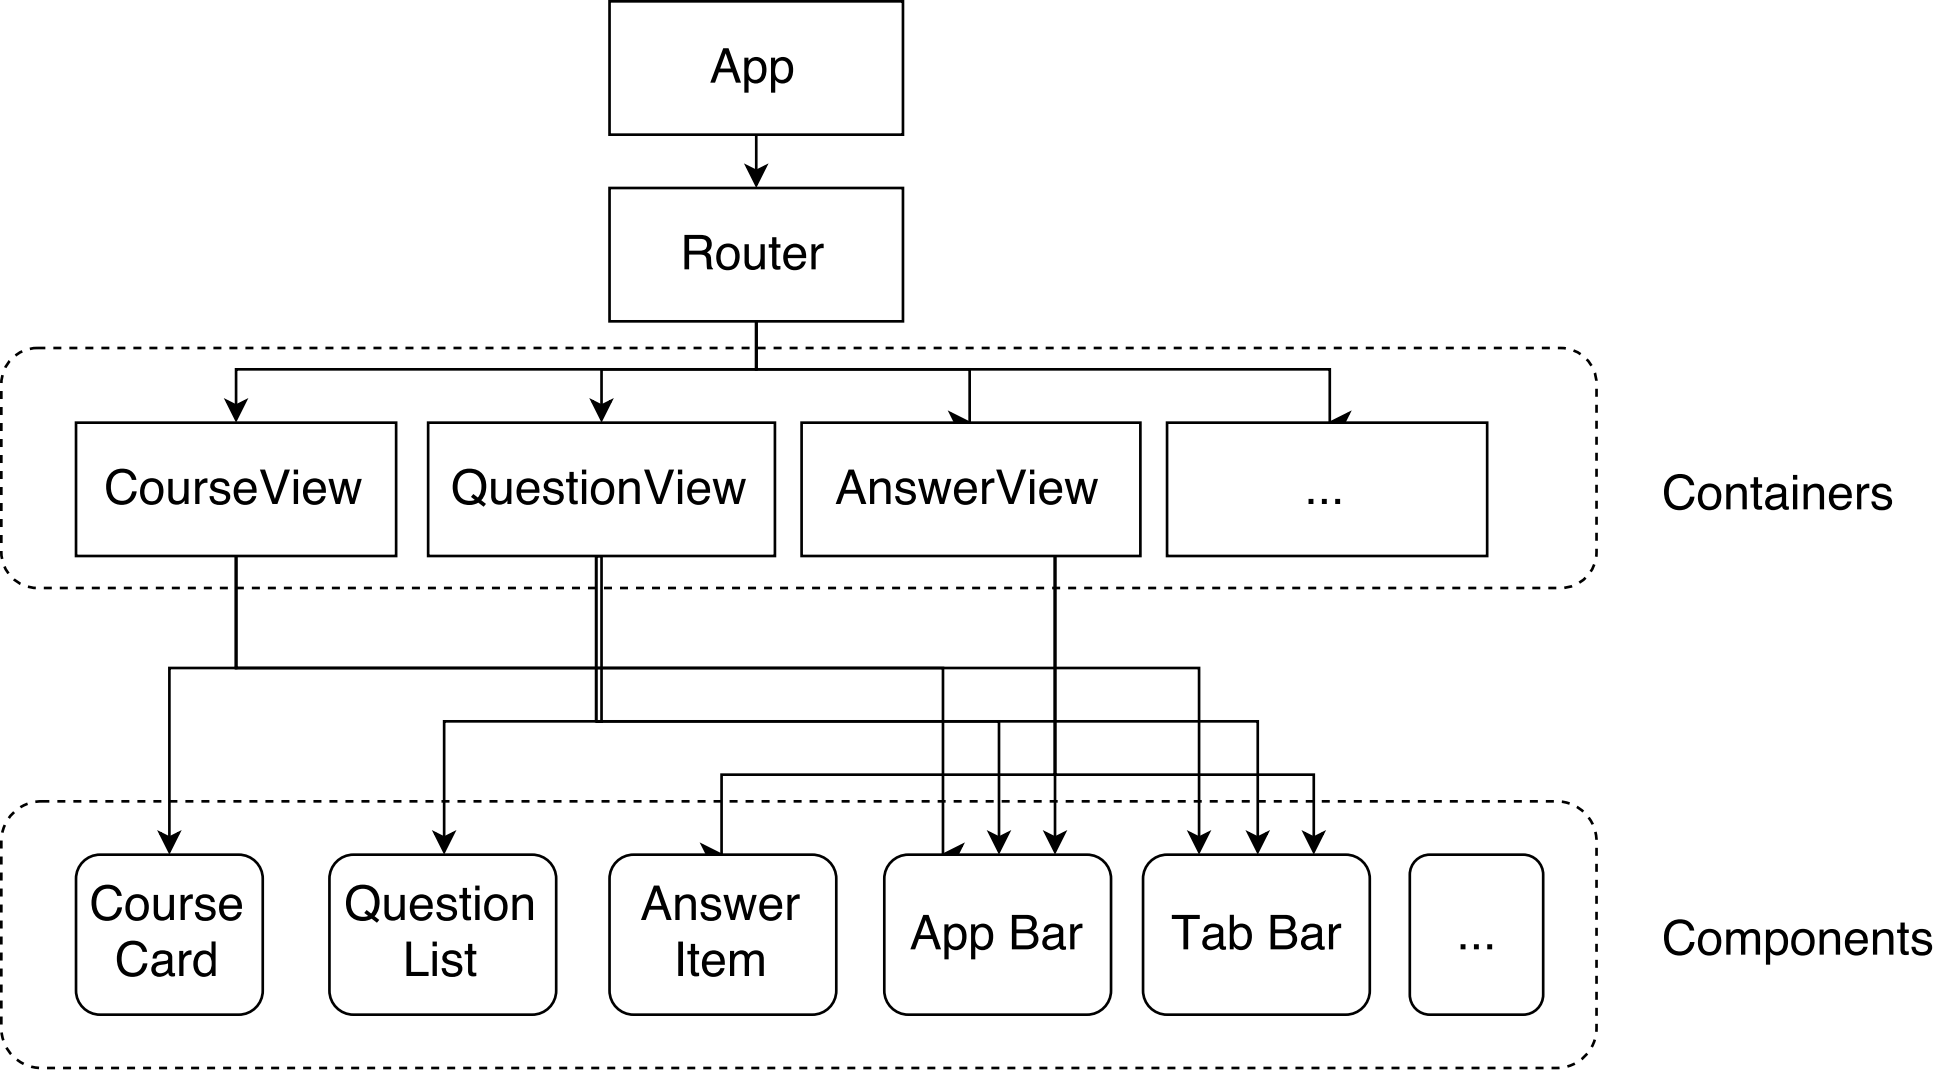 App
Router
CourseView
QuestionView
AnswerView
...
Containers
Course
Card
Question
List
Answer
Item
App Bar
Tab Bar
...
Components